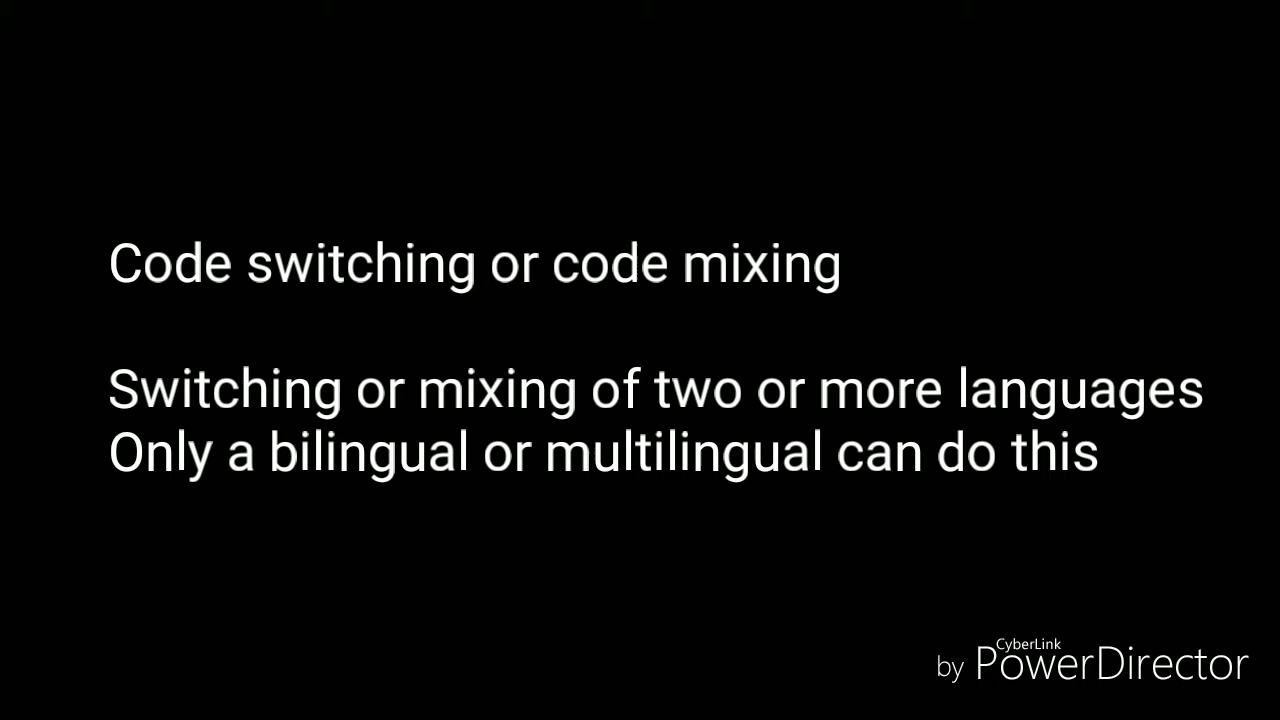 Code switching or code mixing
Switching or mixing of two or more languages
Only a bilingual or multilingual can do this
CyberLink
by PowerDirector